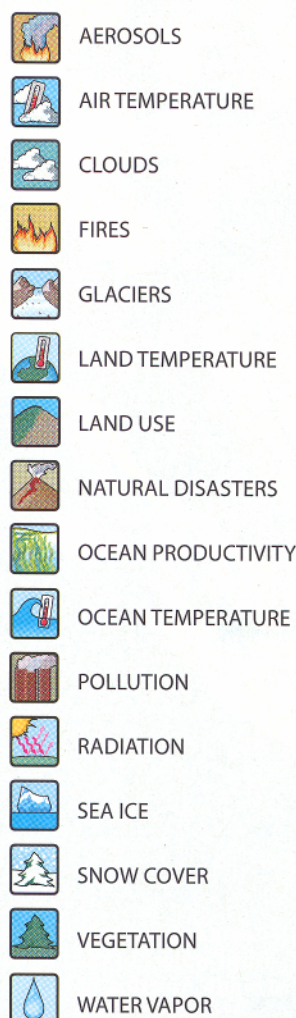 AEROSOLS
AIR TEMPERATURE
CLOUDS
FIRES
GLACIERS
LAND TEMPERATURE
LAND USE
NATURAL DISASTERS
OCEAN PRODUCTIVITY
OCEAN TEMPERATURE
POLLUTION
RADIATION
SEA ICE
SNOW COVER
VEGETATION
WATER VAPOR